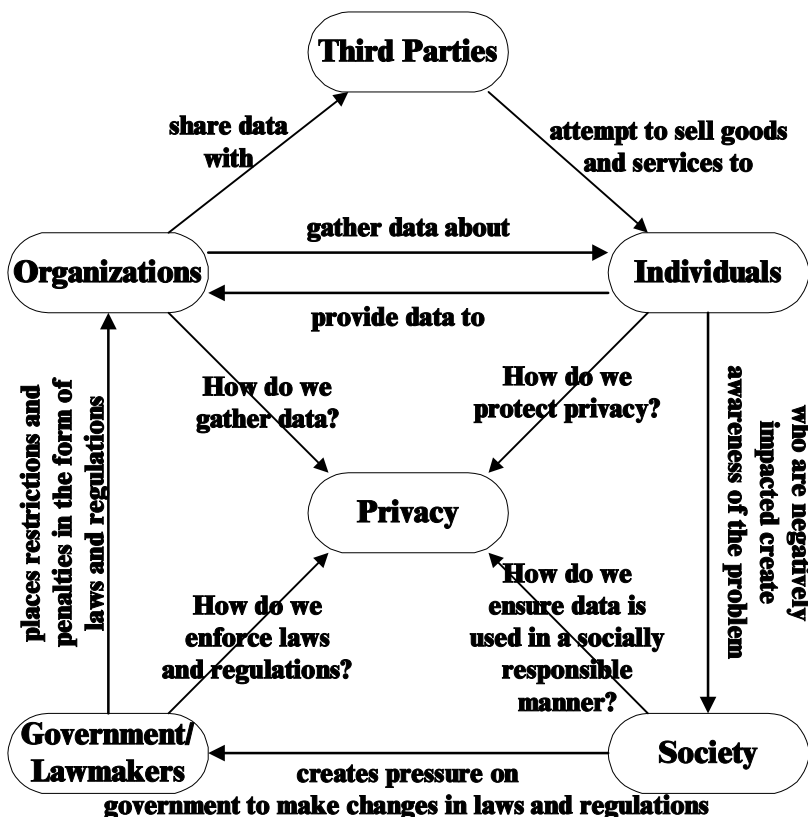 Third Parties
share data
with
attempt to sell goods
and services to
gather data about
Organizations
Individuals
provide data to
How do we
gather data?
How do we
protect privacy?
places restrictions and
penalties in the form of
laws and regulations
who are negatively
impacted create
awareness of the problem
Privacy
How do we
enforce laws
and regulations?
How do we
ensure data is
used in a socially
responsible
manner?
Government/
Lawmakers
Society
creates pressure on
government to make changes in laws and regulations